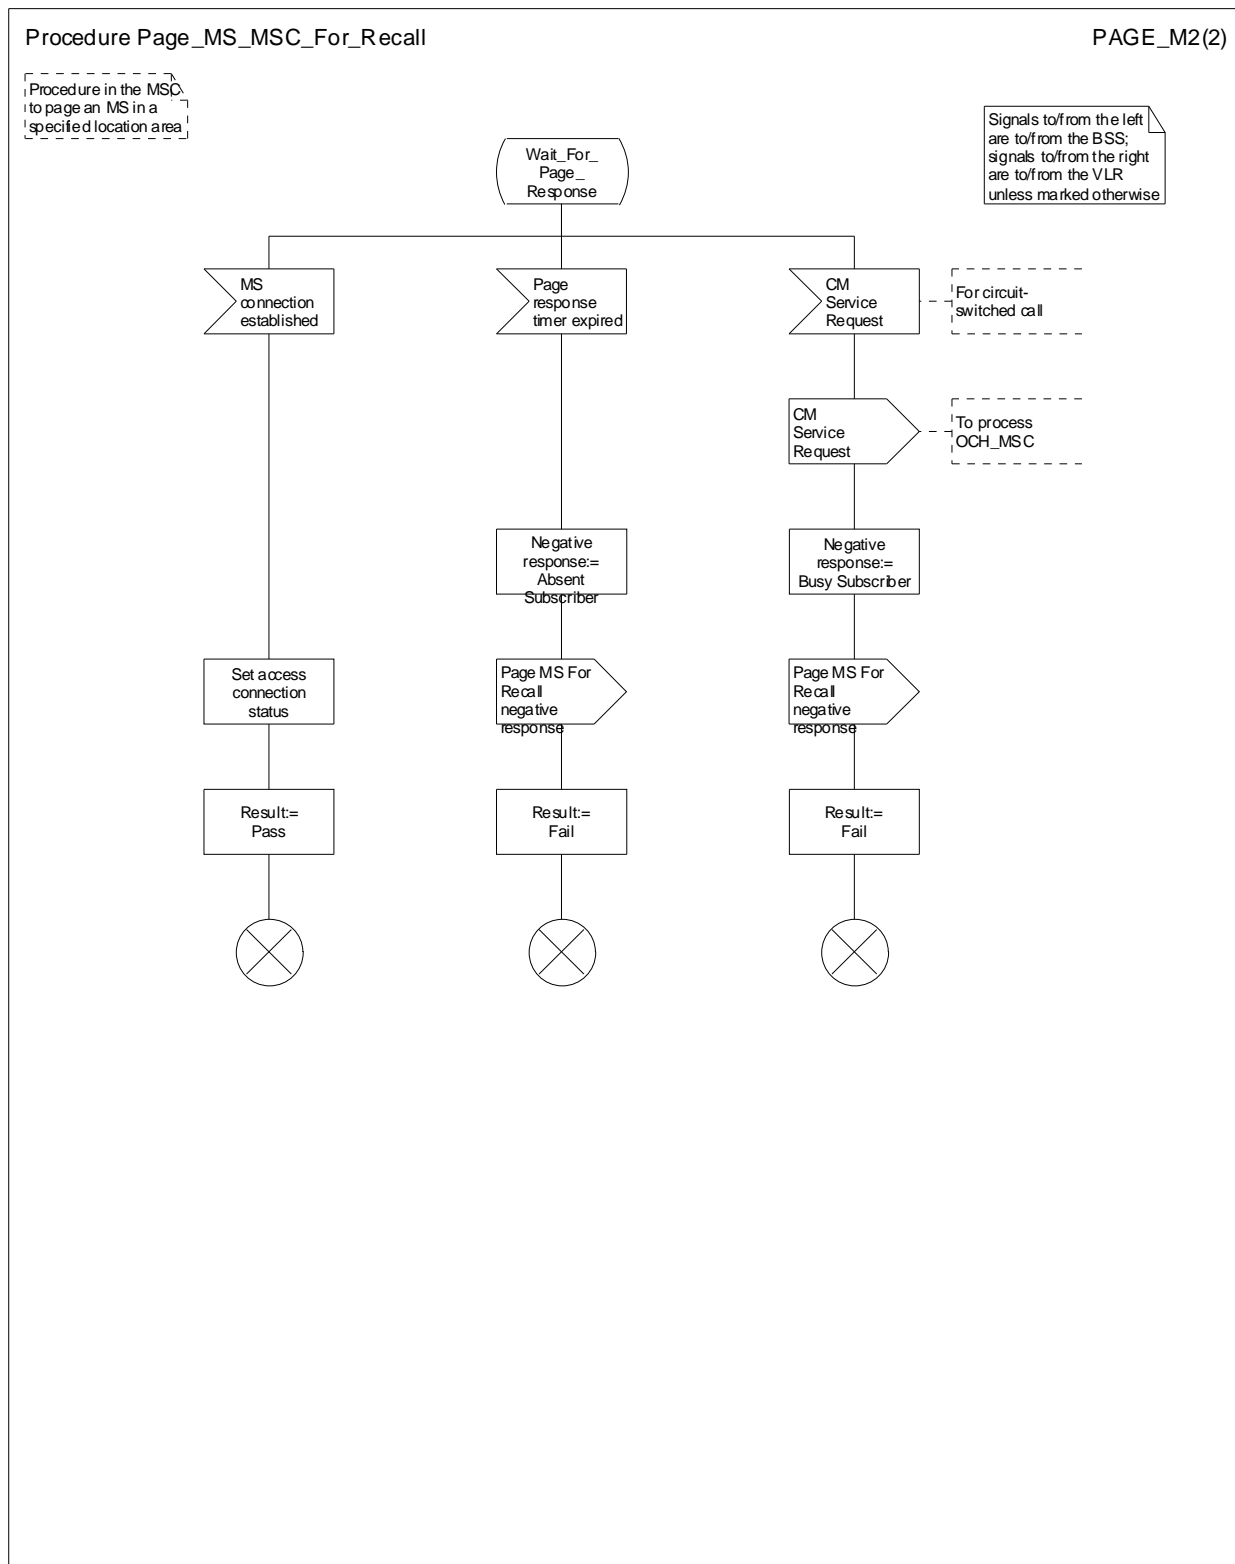 Procedure Page_MS_MSC_For_Recall
PAGE_M2(2)
Procedure in the MSC
to page an MS in a
specified location area
Signals to/from the left
are to/from the BSS;
signals to/from the right
are to/from the VLR
unless marked otherwise
Wait_For_
Page_
Response
MS
connection
established
Page
response
timer expired
CM
Service
Request
For circuit-
switched call
CM
Service
Request
To process
OCH_MSC
Negative
response:=
Absent
Subscriber
Negative
response:=
Busy Subscriber
Set access
connection
status
Page MS For
Recall
negative
response
Page MS For
Recall
negative
response
Result:=
Pass
Result:=
Fail
Result:=
Fail